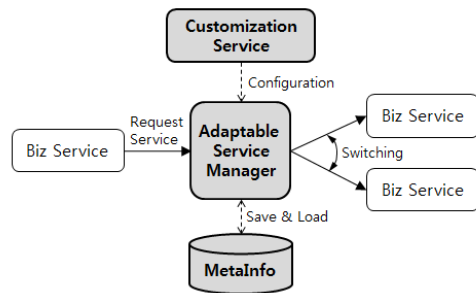 Customization
Service
Configuration
Request
Service
Biz Service
Adaptable
Service
Manager
Biz Service
Switching
Biz Service
Save & Load
MetaInfo